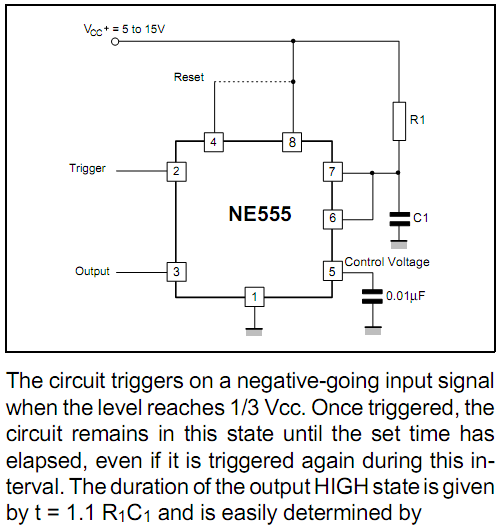 Vcc+ = 5 to 15V
Reset
R1
4
8
Trigger
2
7
NE555
6
C1
Output
3
5
Control Voltage
1
0.01µF
The circuit triggers on a negative-going input signal
when the level reaches 1/3 Vcc. Once triggered, the
circuit remains in this state until the set time has
elapsed, even if it is triggered again during this in-
terval. The duration of the output HIGH state is given
by t = 1.1 R1C1 and is easily determined by